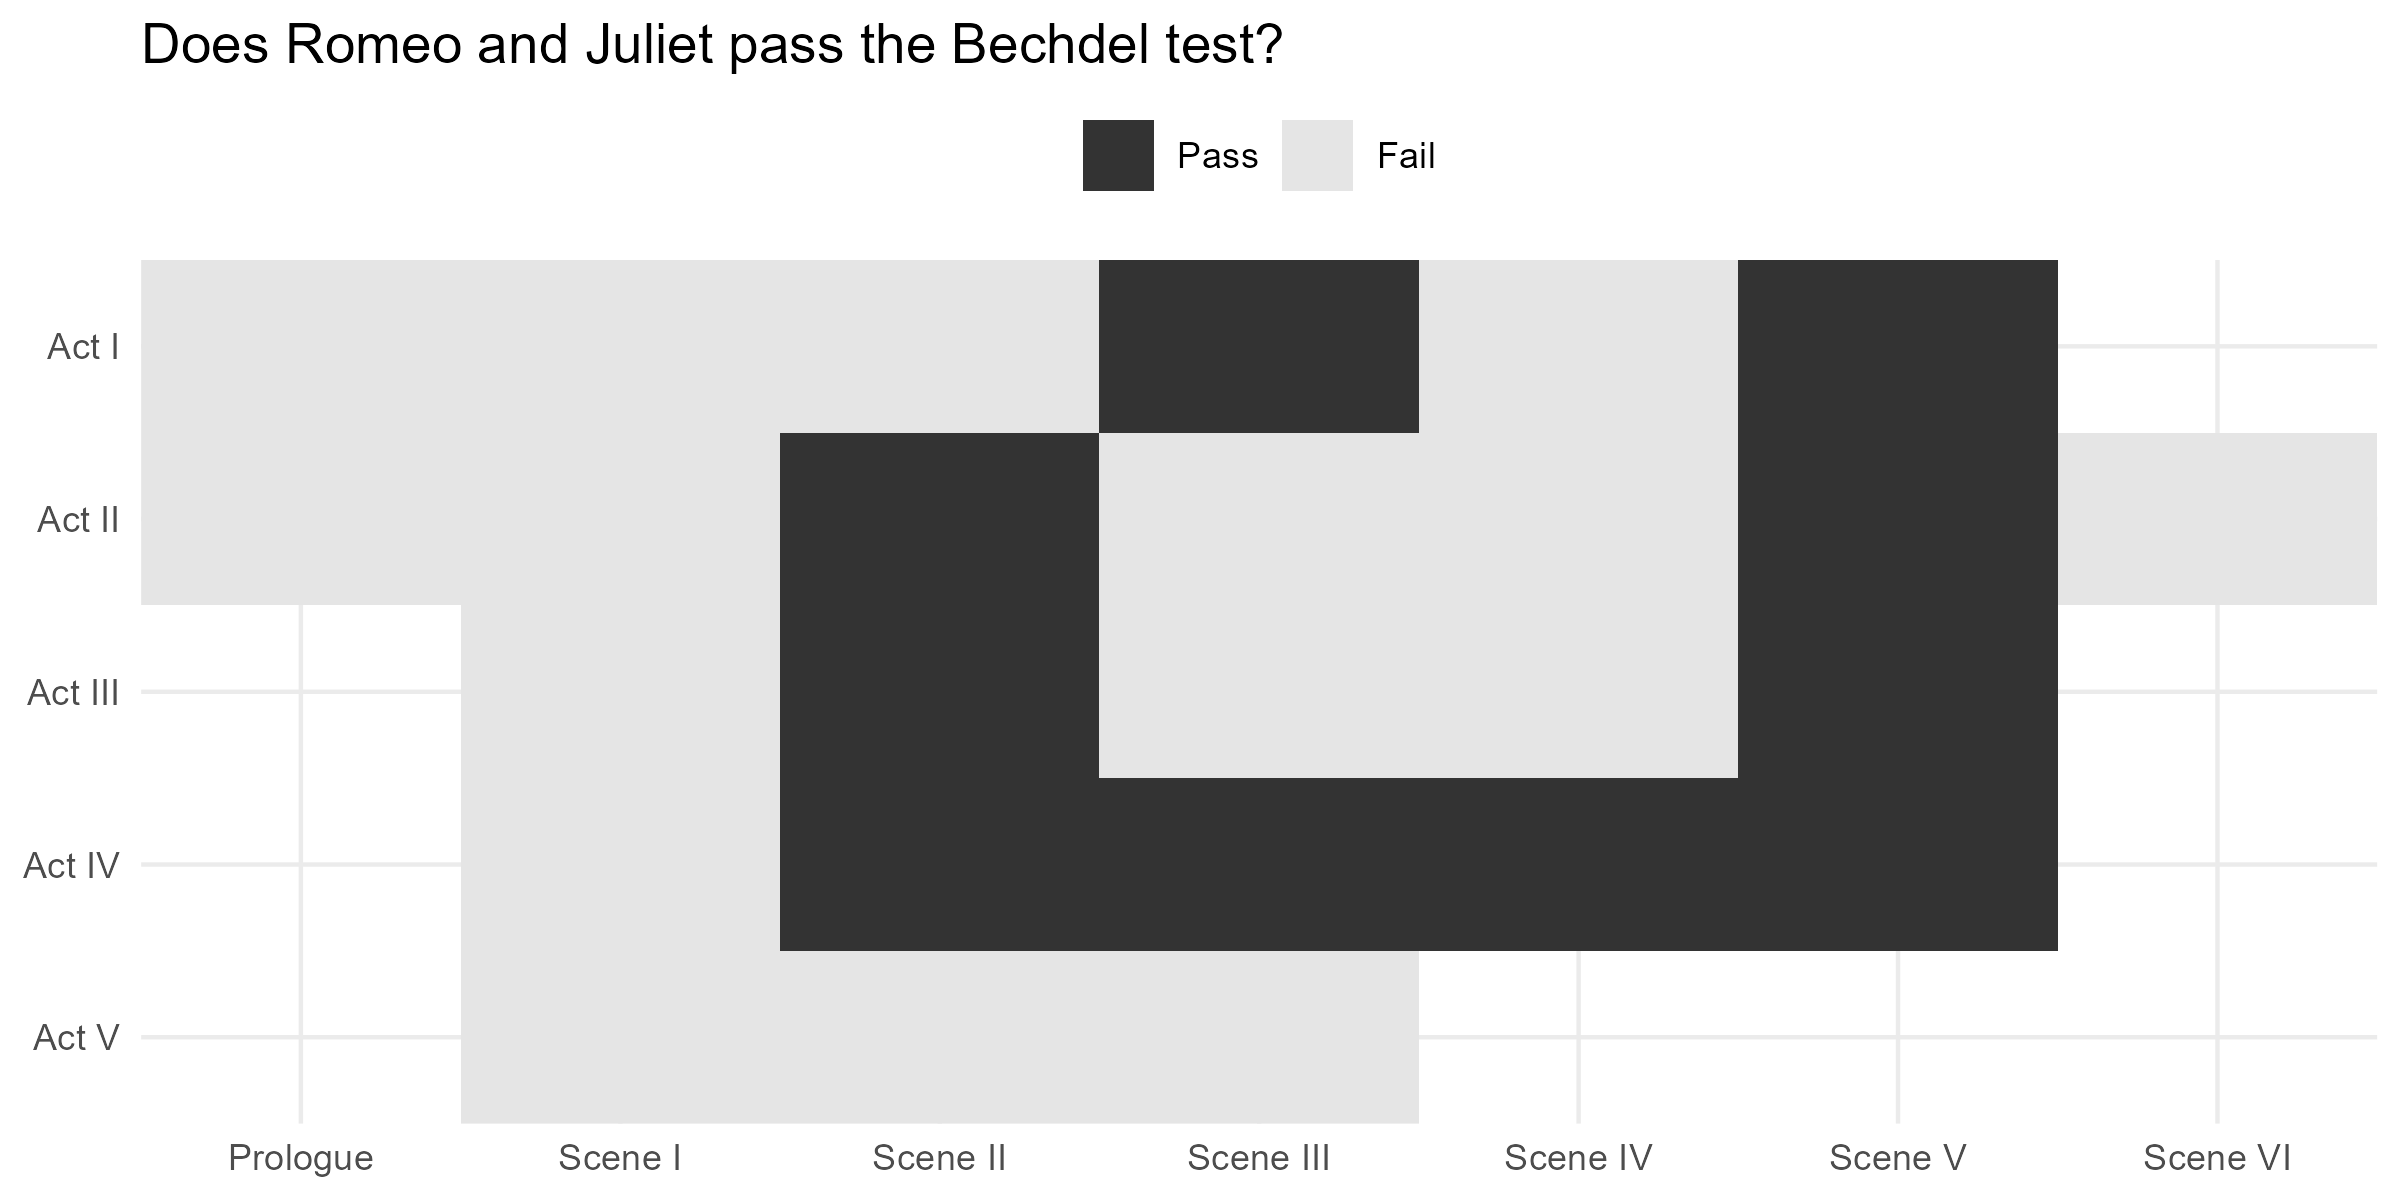 Does Romeo and Juliet pass the Bechdel test?
Pass Fail
Act I
Act II
Act III
Act IV
Act V
Prologue Scene I Scene II Scene III Scene IV Scene V Scene VI